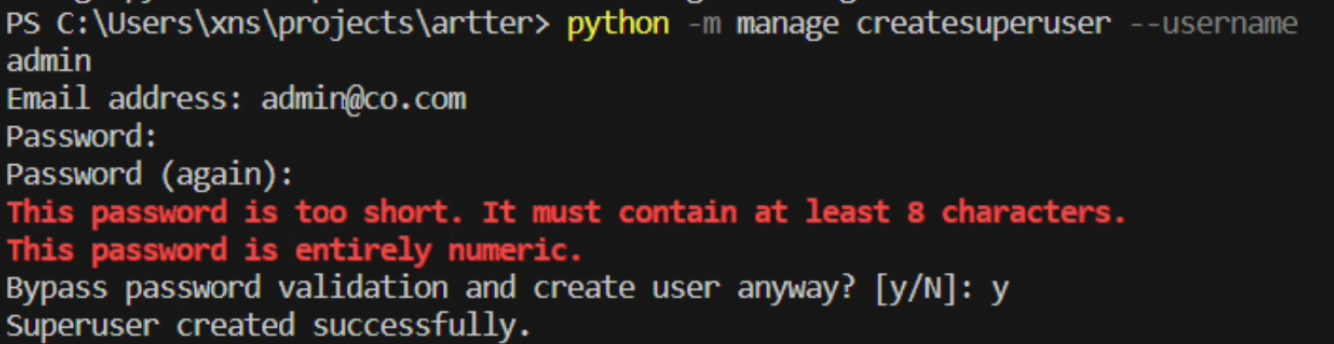 PS C:\Users\xns\projects\artter> python -m manage createsuperuser --username
admin
Email address: admin@co.com
Password:
Password (again):
This password is too short. It must contain at least 8 characters.
This password is entirely numeric.
Bypass password validation and create user anyway? [y/N]: y
Superuser created successfully.